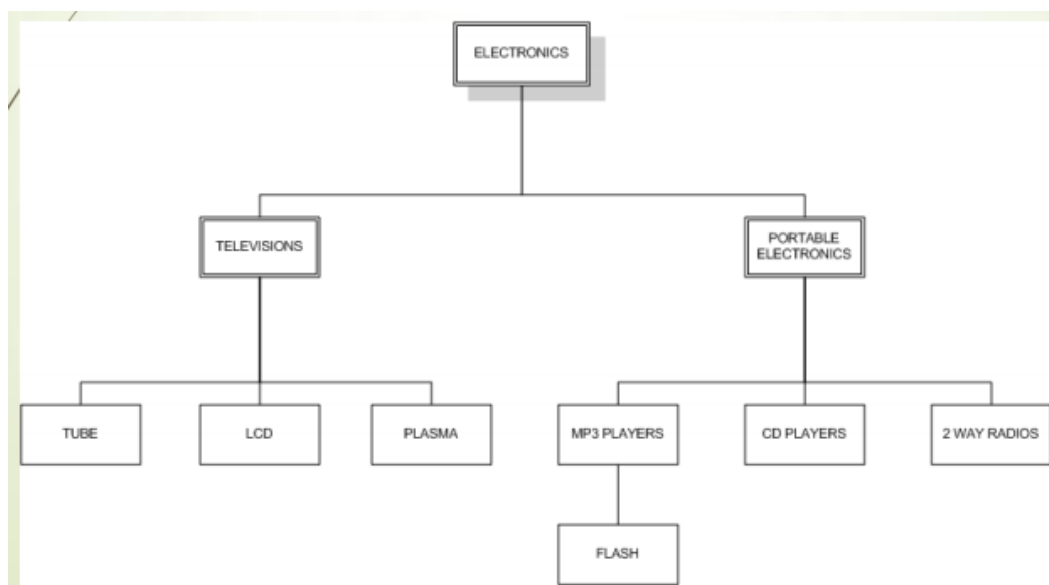 ELECTRONICS
TELEVISIONS
PORTABLE
ELECTRONICS
TUBE
LCD
PLASMA
MP3 PLAYERS
CD PLAYERS
2 WAY RADIOS
FLASH